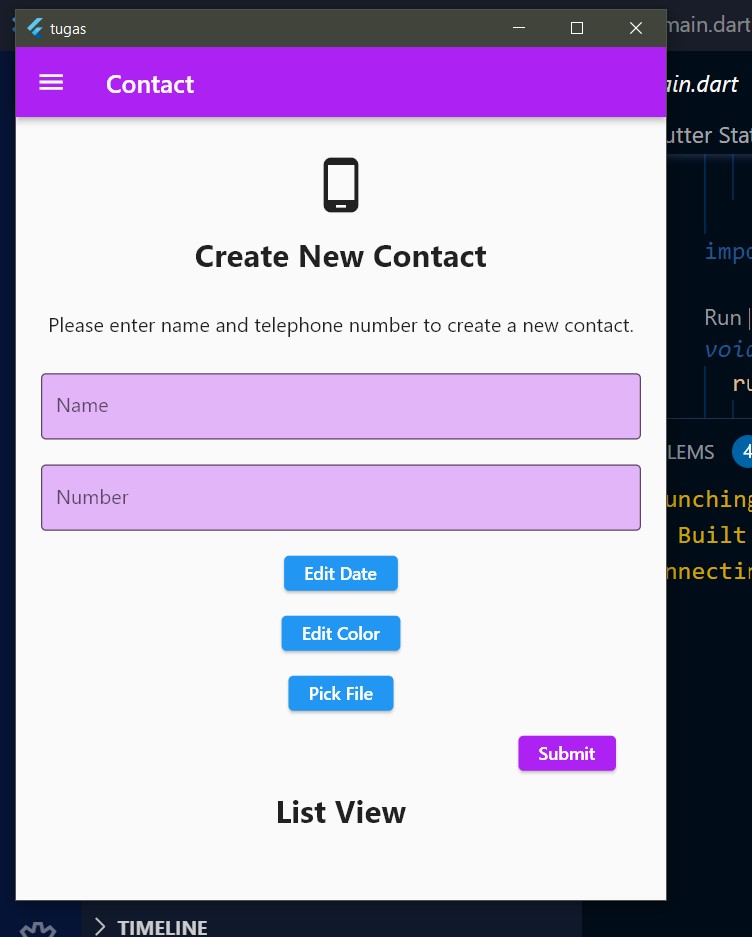 tugas
main.dart
Contact
ain.dart
utter Stat
Create New Contact
impo
Please enter name and telephone number to create a new contact.
Run |
void
ru
Name
LEMS 4
Number
unching
Built
nnectin
Edit Date
Edit Color
Pick File
Submit
List View
TIMELINE